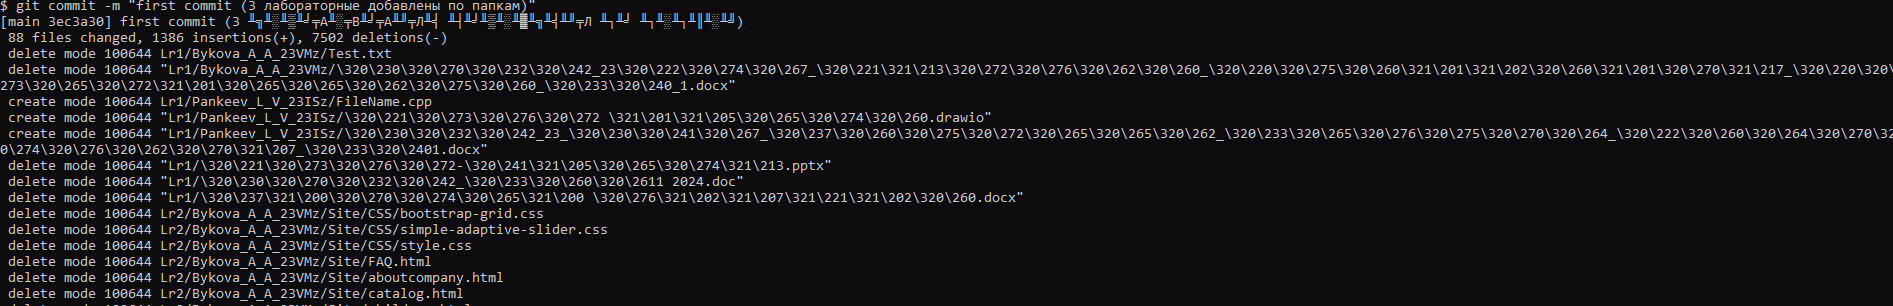 $ git commit -m "first commit (3 лабораторные добавлены по папкам)"
[main 3ec3a30] first commit (3
88 files changed, 1386 insertions(+), 7502 deletions(-)
delete mode 100644 Lr1/Bykova_A_A_23VMz/Test.txt
delete mode 100644 "Lr1/Bykova_A_A_23VMz/\320\230\320\270\320\232\320\242_23\320\222\320\274\320\267_\320\221\321\213\320\272\320\276\320\262\320\260_\320\220\320\275\320\260\321\201\321\202\320\260\321\201\320\270\321\217_\320\220\320\
273\320\265\320\272\321\201\320\265\320\265\320\262\320\275\320\260_\320\233\320\240_1.docx"
create mode 100644 Lr1/Pankeev_L_V_23ISz/FileName.cpp
create mode 100644 "Lr1/Pankeev_L_V_23ISz/\320\221\320\273\320\276\320\272 \321\201\321\205\320\265\320\274\320\260.drawio"
create mode 100644 "Lr1/Pankeev_L_V_23ISz/\320\230\320\232\320\242_23_\320\230\320\241\320\267_\320\237\320\260\320\275\320\272\320\265\320\265\320\262_\320\233\320\265\320\276\320\275\320\270\320\264_\320\222\320\260\320\264\320\270\32
0\274\320\276\320\262\320\270\321\207_\320\233\320\2401.docx"
delete mode 100644 "Lr1/\320\221\320\273\320\276\320\272-\320\241\321\205\320\265\320\274\321\213.pptx"
delete mode 100644 "Lr1/\320\230\320\270\320\232\320\242_\320\233\320\260\320\2611 2024.doc"
delete mode 100644 "Lr1/\320\237\321\200\320\270\320\274\320\265\321\200 \320\276\321\202\321\207\321\221\321\202\320\260.docx"
delete mode 100644 Lr2/Bykova_A_A_23VMz/Site/CSS/bootstrap-grid.css
delete mode 100644 Lr2/Bykova_A_A_23VMz/Site/CSS/simple-adaptive-slider.css
delete mode 100644 Lr2/Bykova_A_A_23VMz/Site/CSS/style.css
delete mode 100644 Lr2/Bykova_A_A_23VMz/Site/FAQ.html
delete mode 100644 Lr2/Bykova_A_A_23VMz/Site/aboutcompany.html
delete mode 100644 Lr2/Bykova_A_A_23VMz/Site/catalog.html